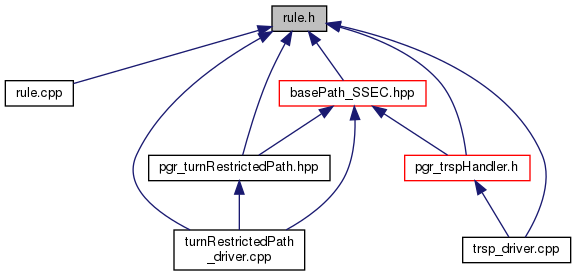 rule.h
rule.cpp
basePath_SSEC.hpp
pgr_turnRestrictedPath.hpp
pgr_trspHandler.h
turnRestrictedPath
_driver.cpp
trsp_driver.cpp